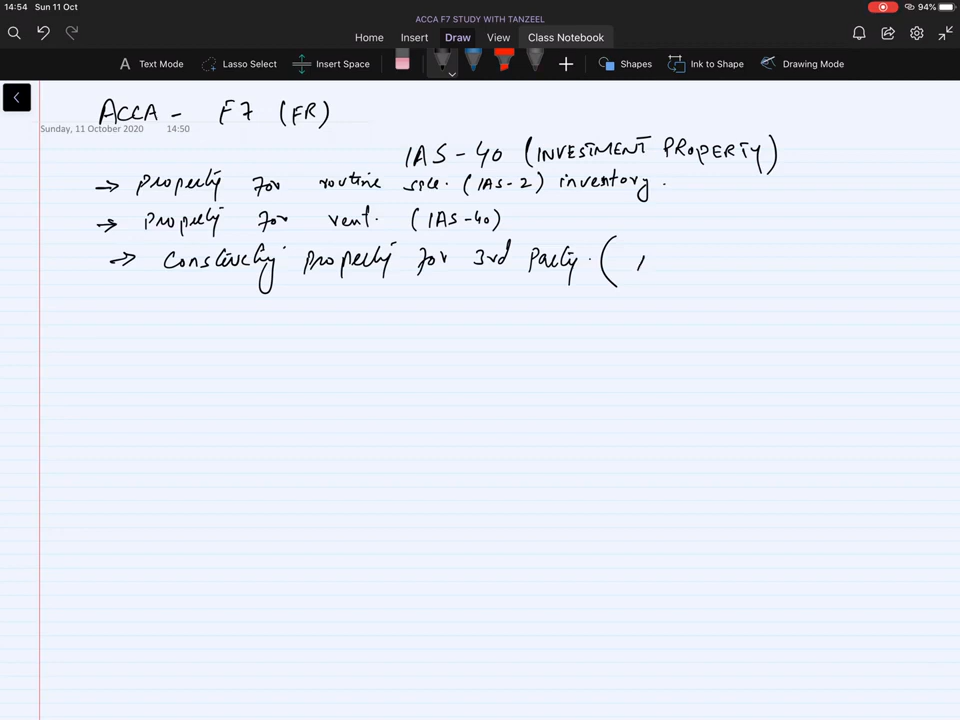 14:54 Sun 11 Oct 94%
ACCA F7 STUDY WITH TANZEEL
Home Insert Draw View Class Notebook
A Text Mode Lasso Select Insert Space Shapes Ink to Shape Drawing Mode
ACCA - F7 (FR)
Sunday, 11 October 2020 14:50
IAS-40 (INVESTMENT PROPERTY)
→ Property for routine sale. (IAS-2) inventory.
→ Property for rent. (IAS-40)
→ Constructing property for 3rd Party. (